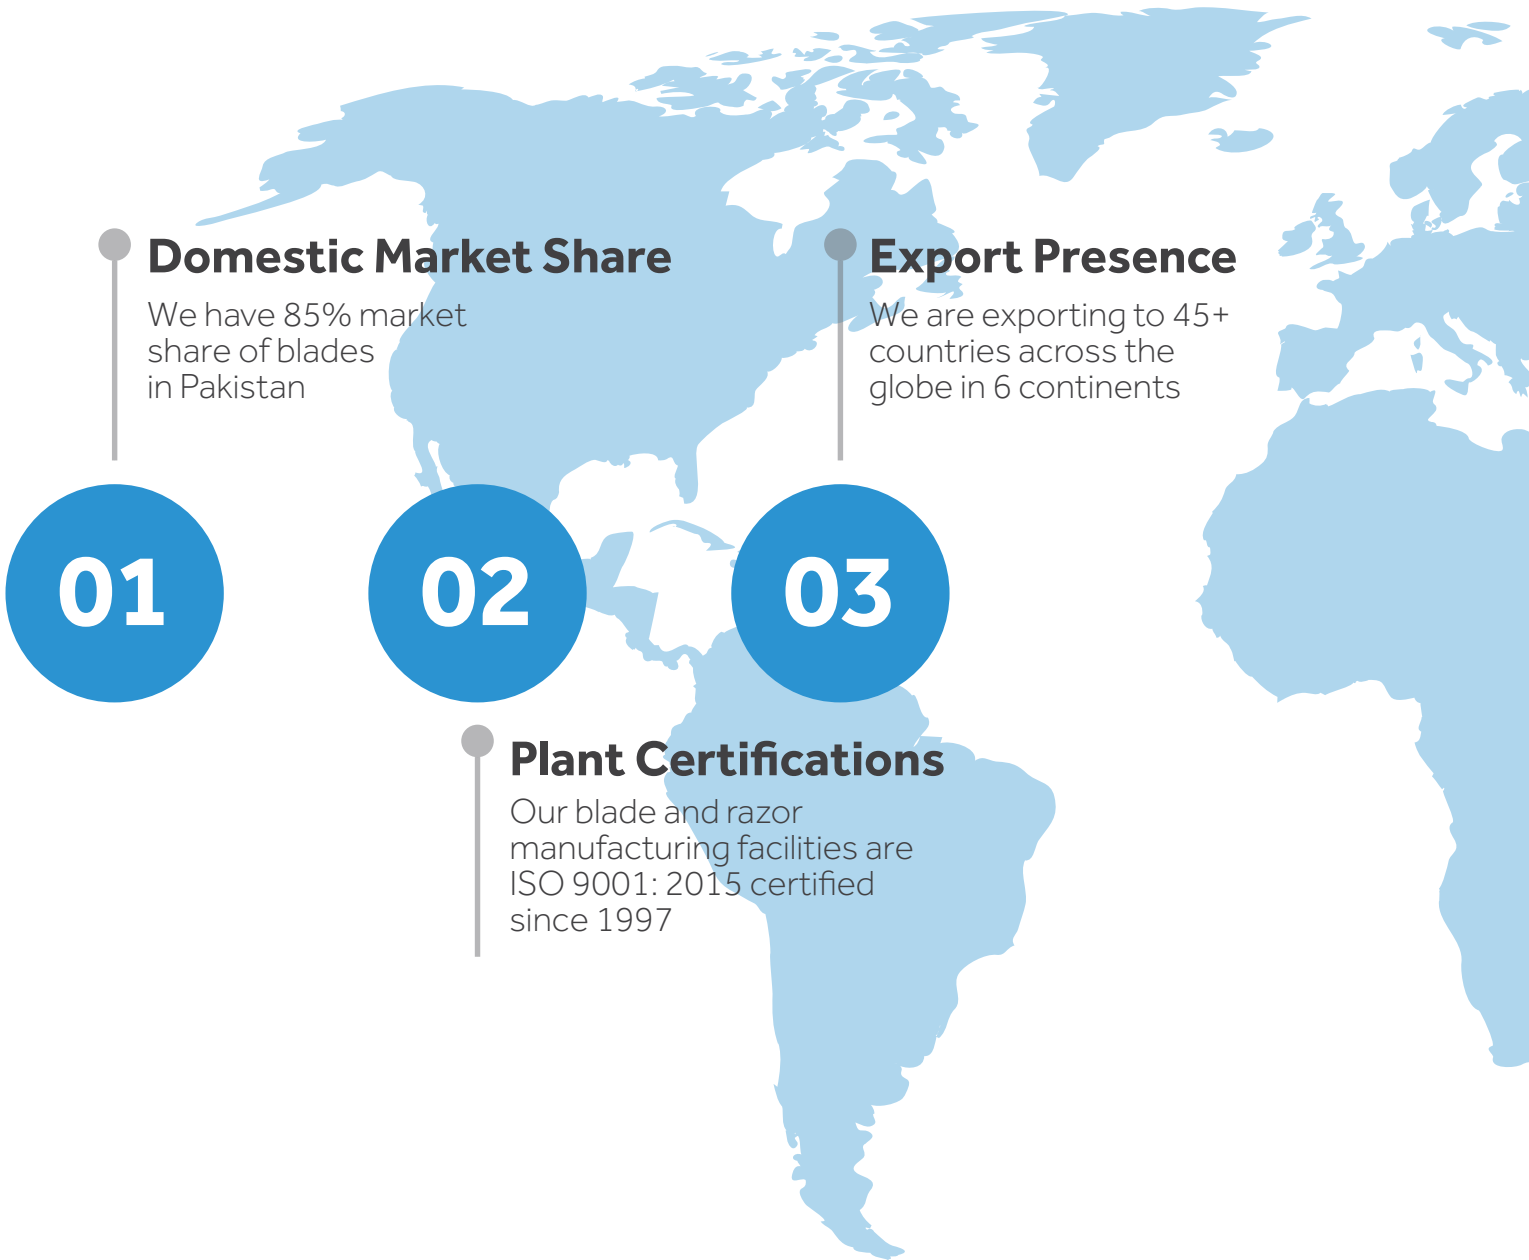 Domestic Market Share
We have 85% market
share of blades
in Pakistan
01
02
Plant Certifications
Our blade and razor
manufacturing facilities are
ISO 9001: 2015 certified
since 1997
Export Presence
We are exporting to 45+
countries across the
globe in 6 continents
03